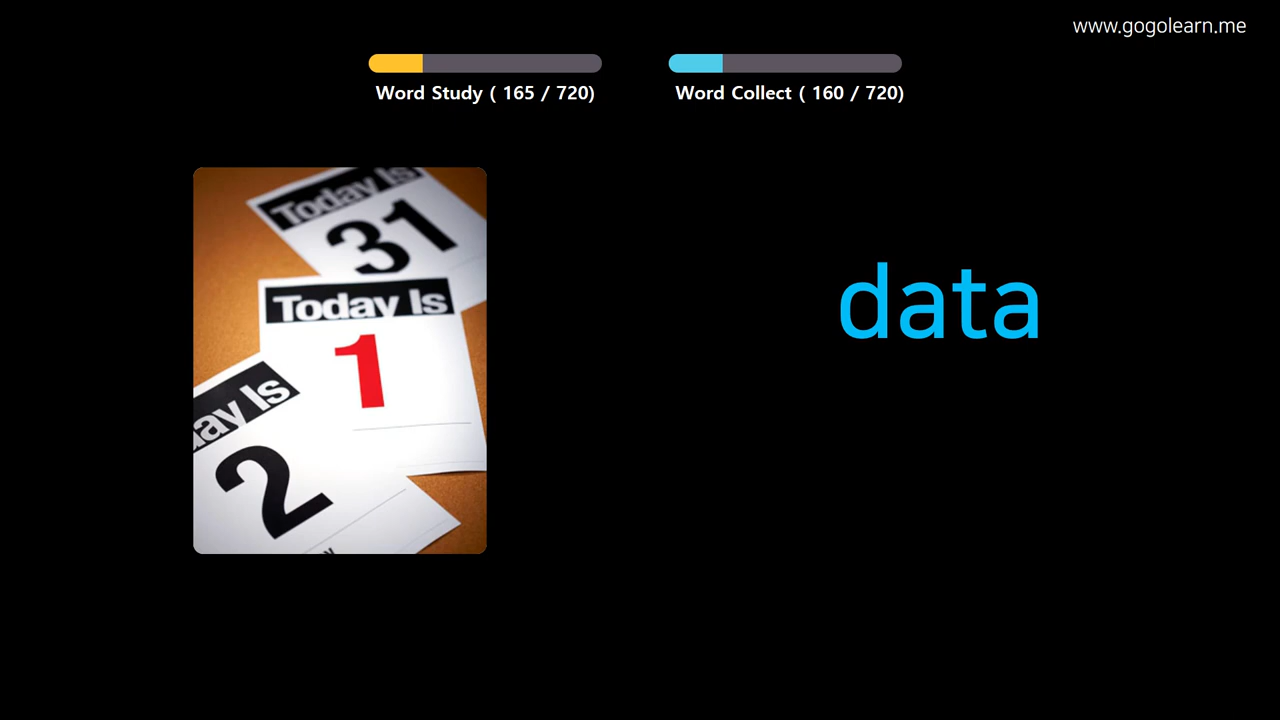 www.gogolearn.me
Word Study ( 165 / 720)
Word Collect ( 160 / 720)
Today Is
31
Today Is
1
ay Is
2
data